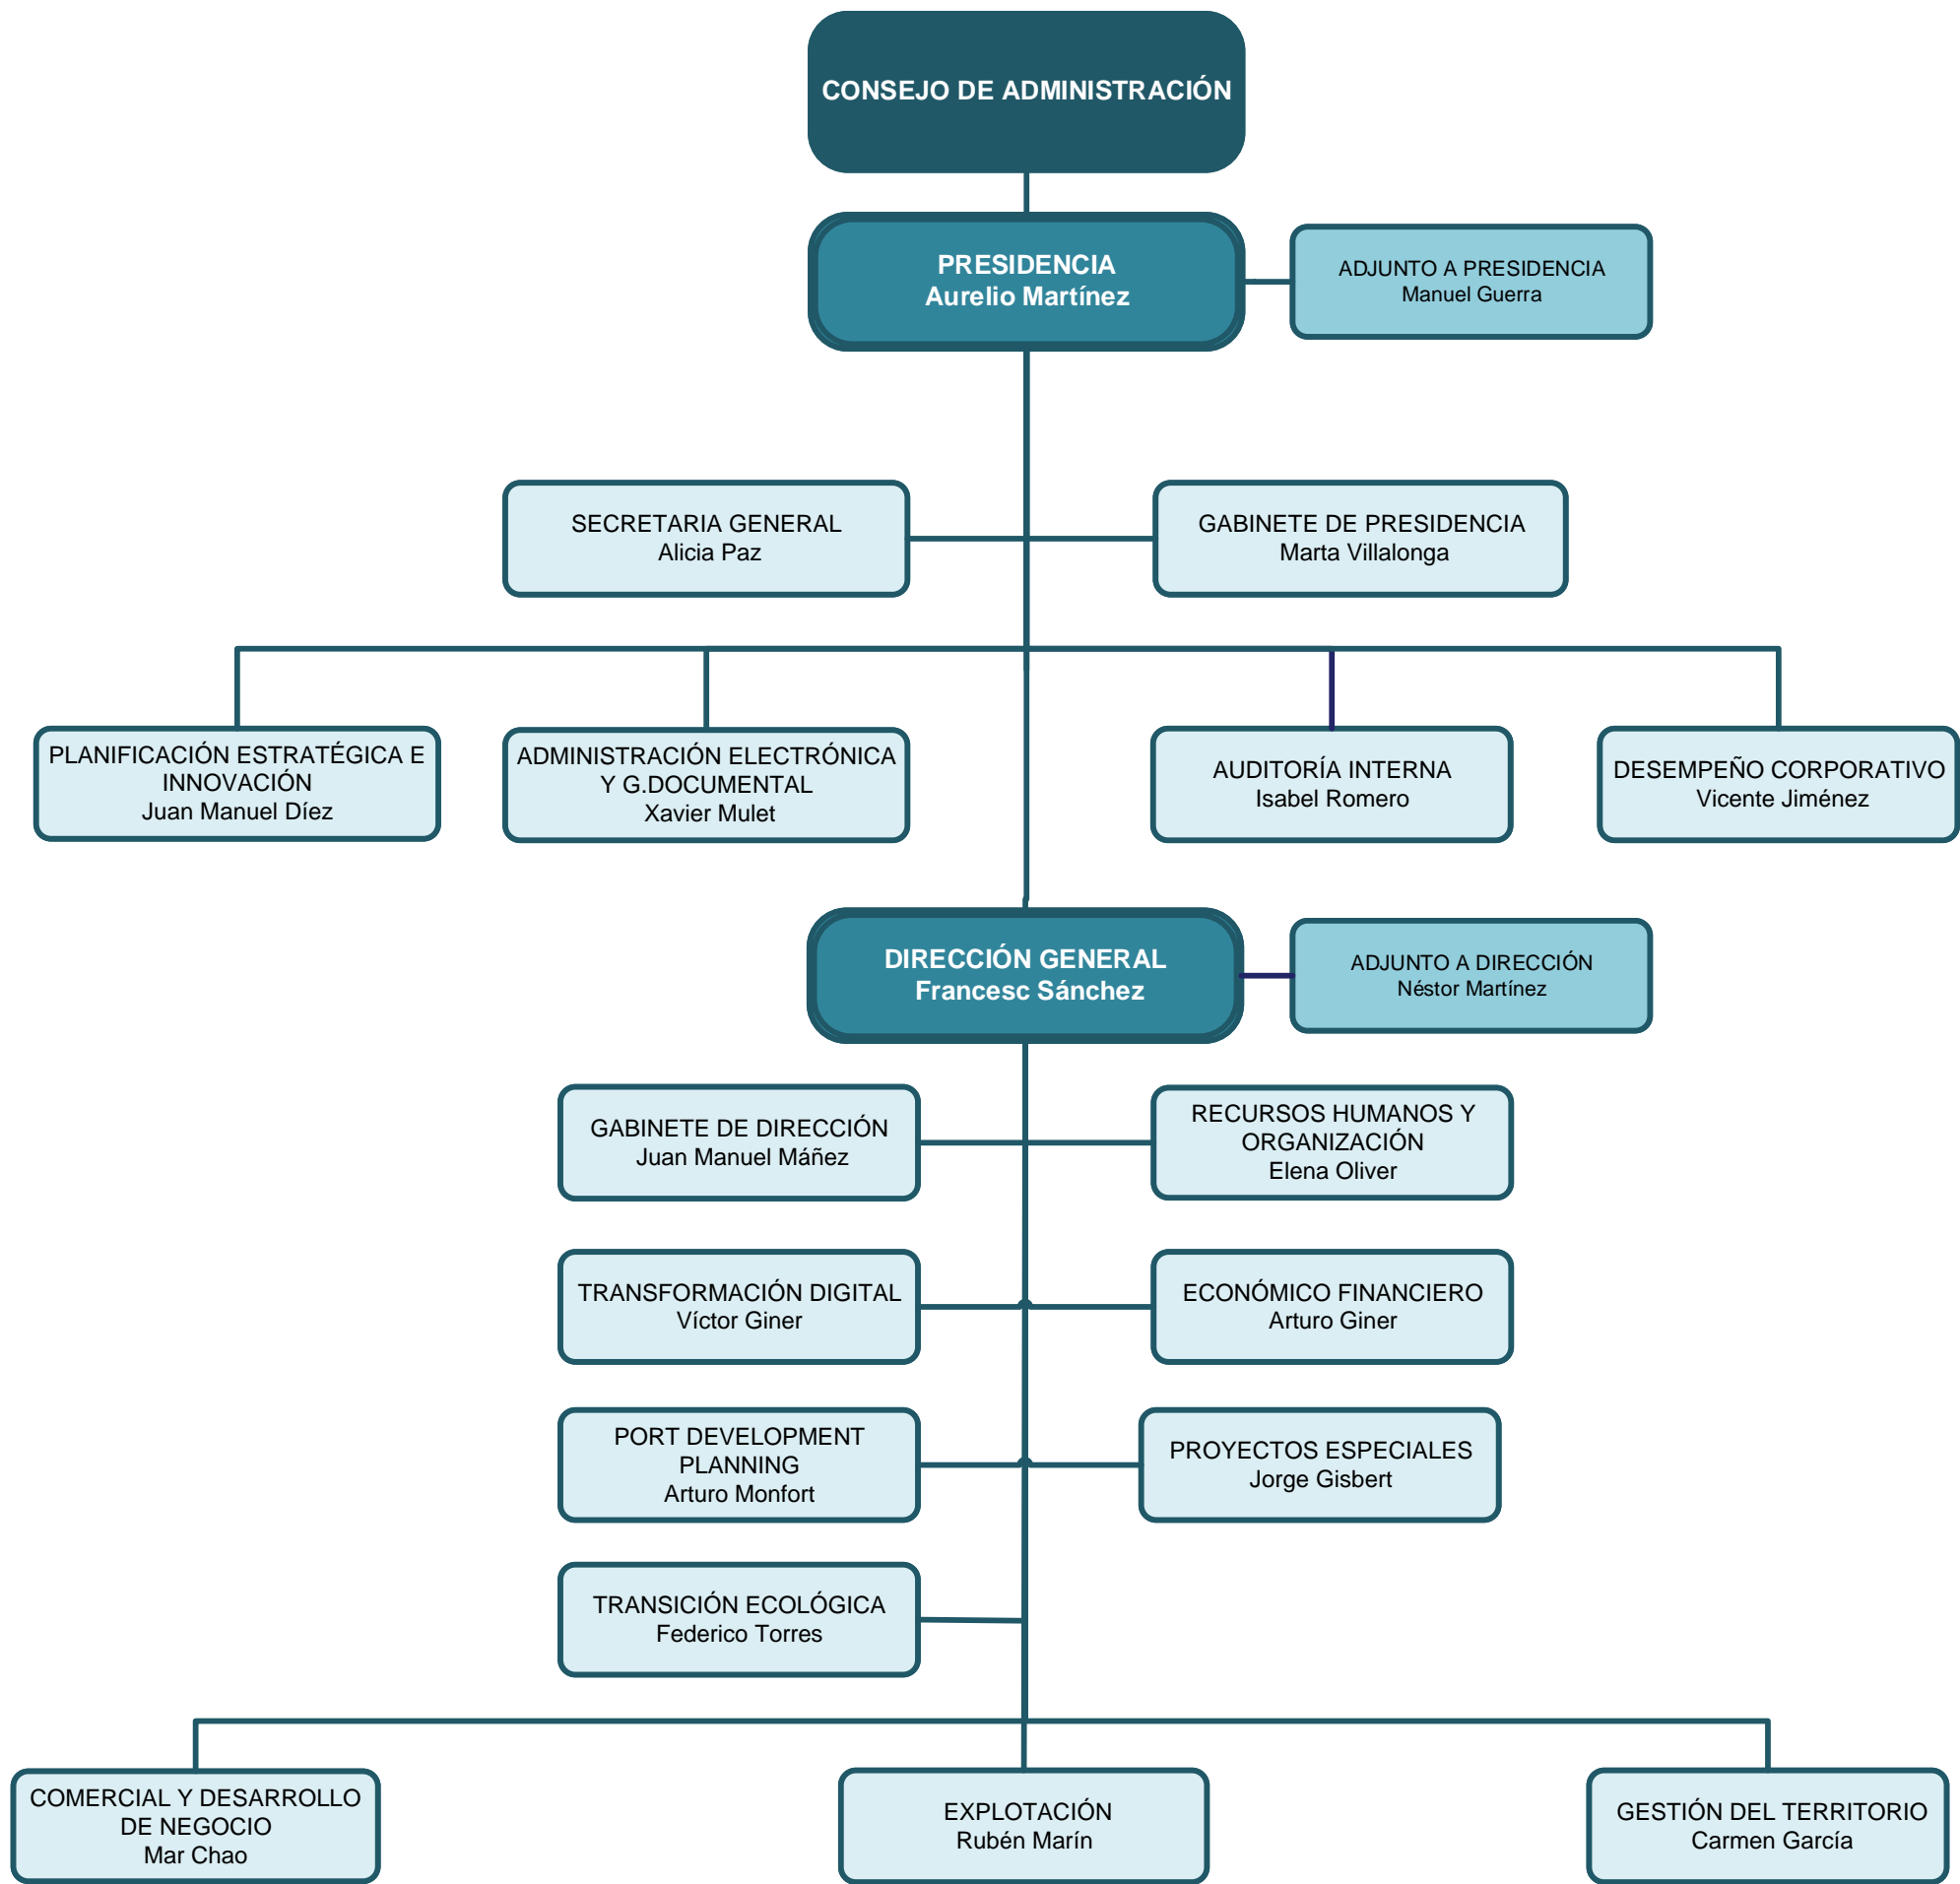 CONSEJO DE ADMINISTRACIÓN
PRESIDENCIA
Aurelio Martínez
ADJUNTO A PRESIDENCIA
Manuel Guerra
SECRETARIA GENERAL
Alicia Paz
GABINETE DE PRESIDENCIA
Marta Villalonga
PLANIFICACIÓN ESTRATÉGICA E
INNOVACIÓN
Juan Manuel Díez
ADMINISTRACIÓN ELECTRÓNICA
Y G.DOCUMENTAL
Xavier Mulet
AUDITORÍA INTERNA
Isabel Romero
DESEMPEÑO CORPORATIVO
Vicente Jiménez
DIRECCIÓN GENERAL
Francesc Sánchez
ADJUNTO A DIRECCIÓN
Néstor Martínez
GABINETE DE DIRECCIÓN
Juan Manuel Máñez
RECURSOS HUMANOS Y
ORGANIZACIÓN
Elena Oliver
TRANSFORMACIÓN DIGITAL
Víctor Giner
ECONÓMICO FINANCIERO
Arturo Giner
PORT DEVELOPMENT
PLANNING
Arturo Monfort
PROYECTOS ESPECIALES
Jorge Gisbert
TRANSICIÓN ECOLÓGICA
Federico Torres
COMERCIAL Y DESARROLLO
DE NEGOCIO
Mar Chao
EXPLOTACIÓN
Rubén Marín
GESTIÓN DEL TERRITORIO
Carmen García